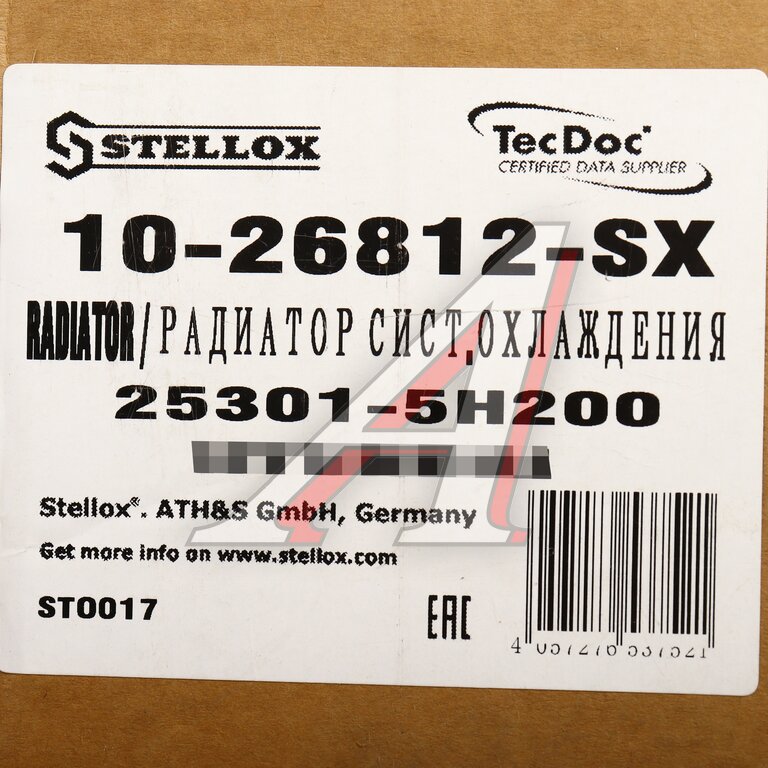 STELLOX
TecDoc
CERTIFIED DATA SUPPLIER
10-26812-SX
RADIATOR/РАДИАТОР СИСТ,ОХЛАЖДЕНИЯ
25301-5H200
Stellox®. ATH&S GmbH, Germany
Get more info on www.stellox.com
ST0017
EAC